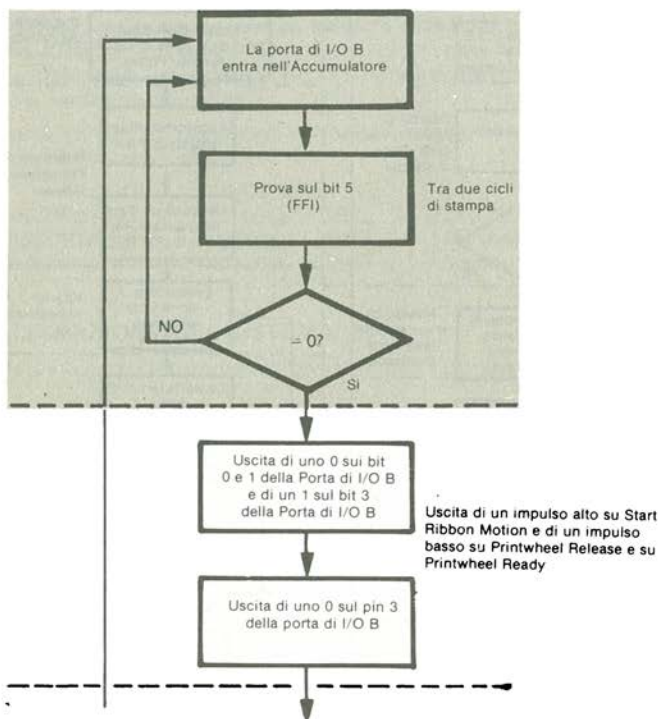 La porta di I/O B
entra nell'Accumulatore
Prova sul bit 5
(FFI)
Tra due cicli
di stampa
NO
= 0?
Si
Uscita di uno 0 sui bit
0 e 1 della Porta di I/O B
e di un 1 sul bit 3
della Porta di I/O B
Uscita di un impulso alto su Start
Ribbon Motion e di un impulso
basso su Printwheel Release e su
Printwheel Ready
Uscita di uno 0 sul pin 3
della porta di I/O B